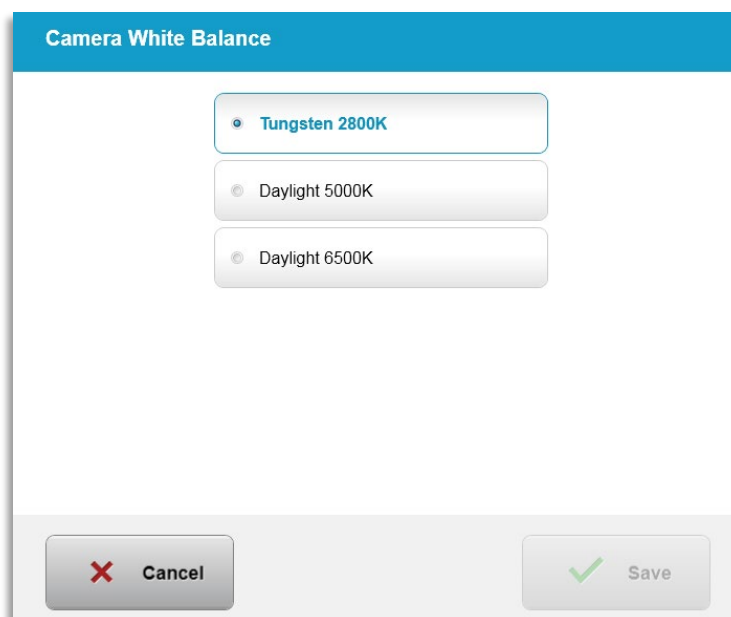 Camera White Balance
Tungsten 2800K
Daylight 5000K
Daylight 6500K
Cancel
Save